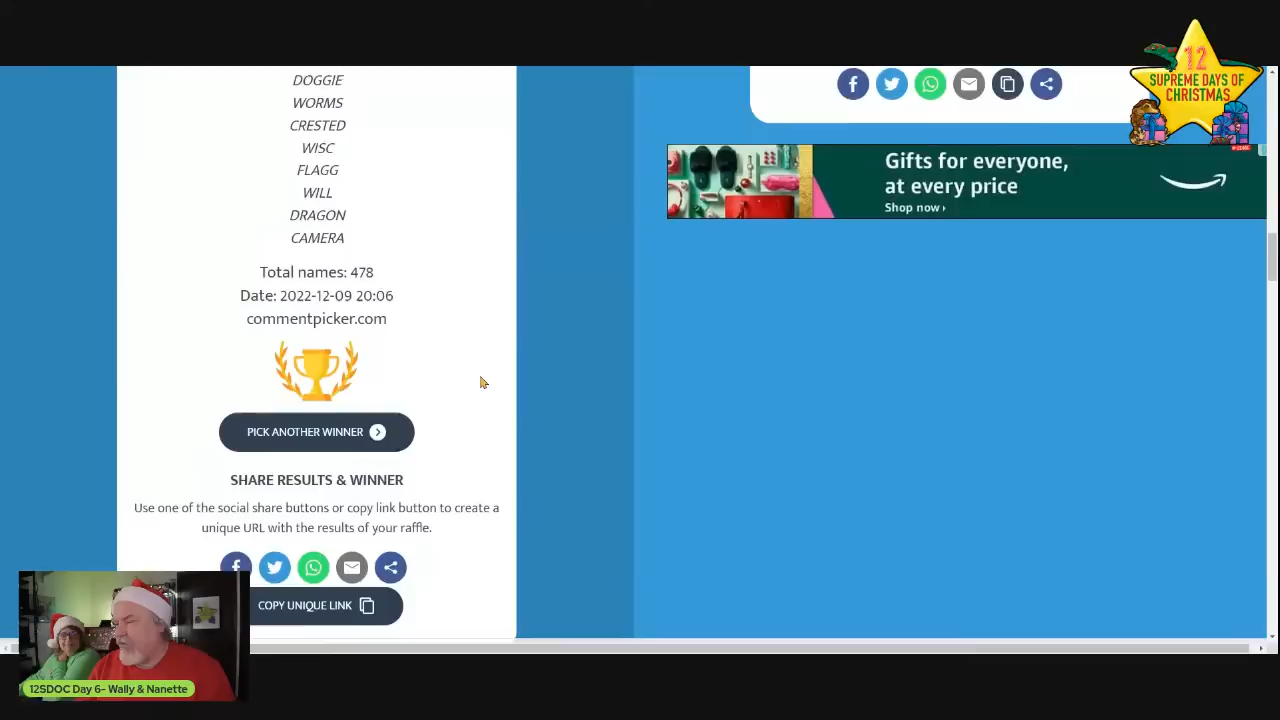 DOGGIE
WORMS
CRESTED
WISC
FLAGG
WILL
DRAGON
CAMERA
Total names: 478
Date: 2022-12-09 20:06
commentpicker.com
PICK ANOTHER WINNER
SHARE RESULTS & WINNER
Use one of the social share buttons or copy link button to create a
unique URL with the results of your raffle.
COPY UNIQUE LINK
12
SUPREME DAYS OF
CHRISTMAS
Gifts for everyone,
at every price
Shop now ›
12SDOC Day 6- Wally & Nanette